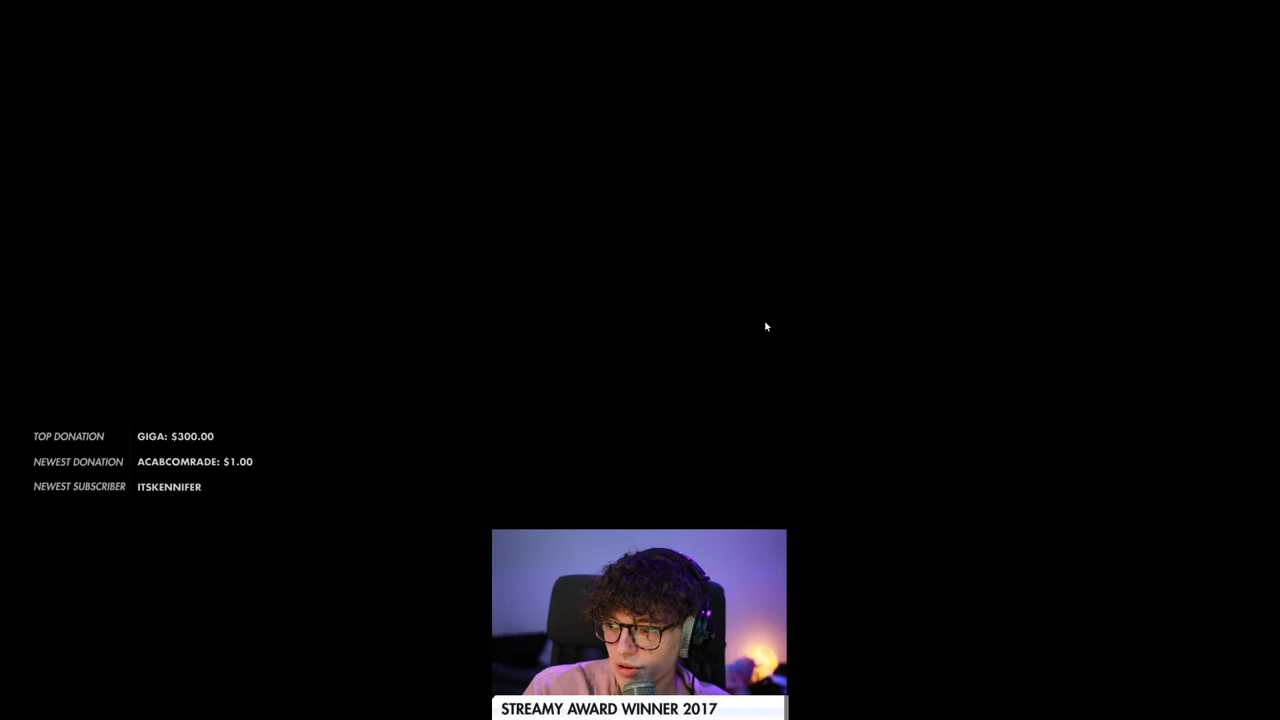 TOP DONATION GIGA: $300.00
NEWEST DONATION ACABCOMRADE: $1.00
NEWEST SUBSCRIBER ITSKENNIFER
STREAMY AWARD WINNER 2017